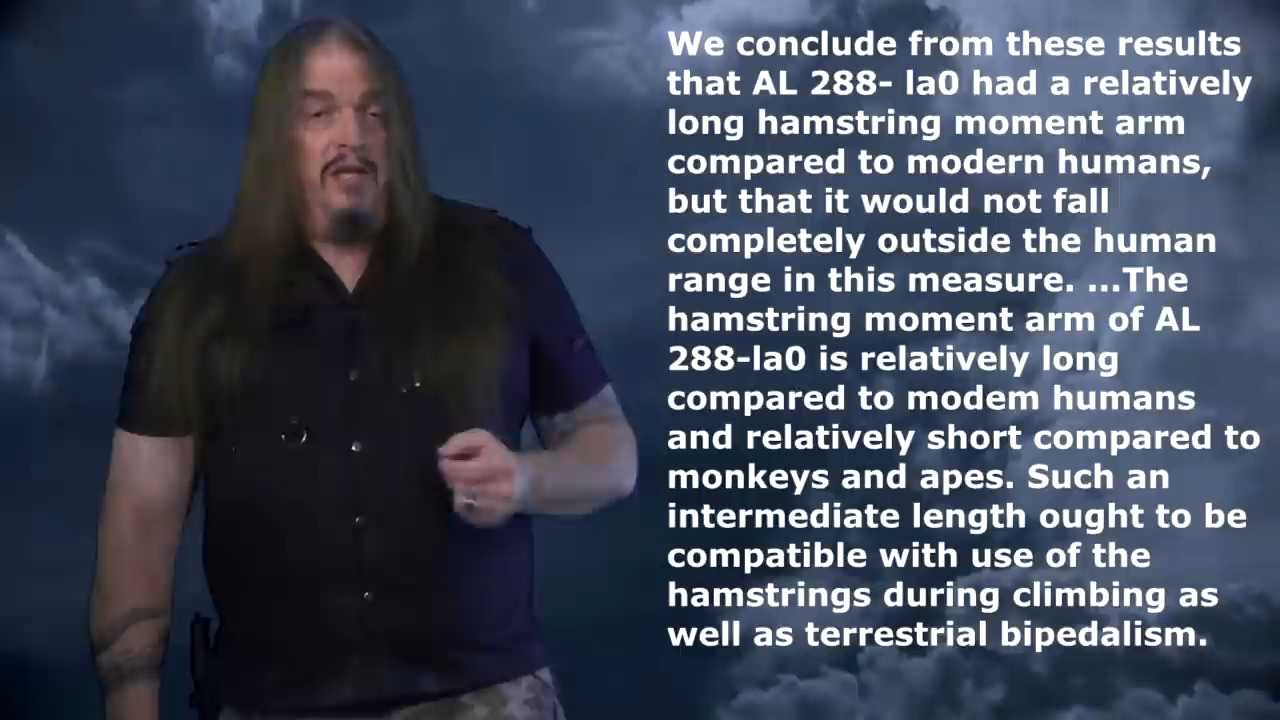 We conclude from these results
that AL 288- la0 had a relatively
long hamstring moment arm
compared to modern humans,
but that it would not fall
completely outside the human
range in this measure. ...The
hamstring moment arm of AL
288-la0 is relatively long
compared to modem humans
and relatively short compared to
monkeys and apes. Such an
intermediate length ought to be
compatible with use of the
hamstrings during climbing as
well as terrestrial bipedalism.